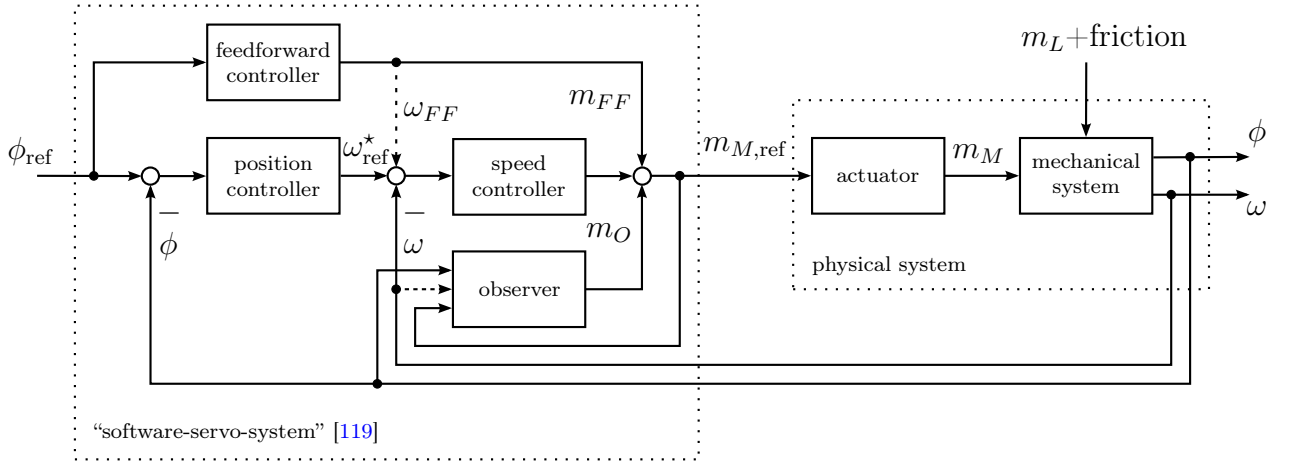 feedforward
controller
m_L+friction
ω_FF
m_FF
ϕ_ref
ω*_ref
m_M,ref
m_M
ϕ
position
controller
speed
controller
actuator
mechanical
system
−
ϕ
−
ω
m_O
ω
observer
physical system
“software-servo-system” [119]